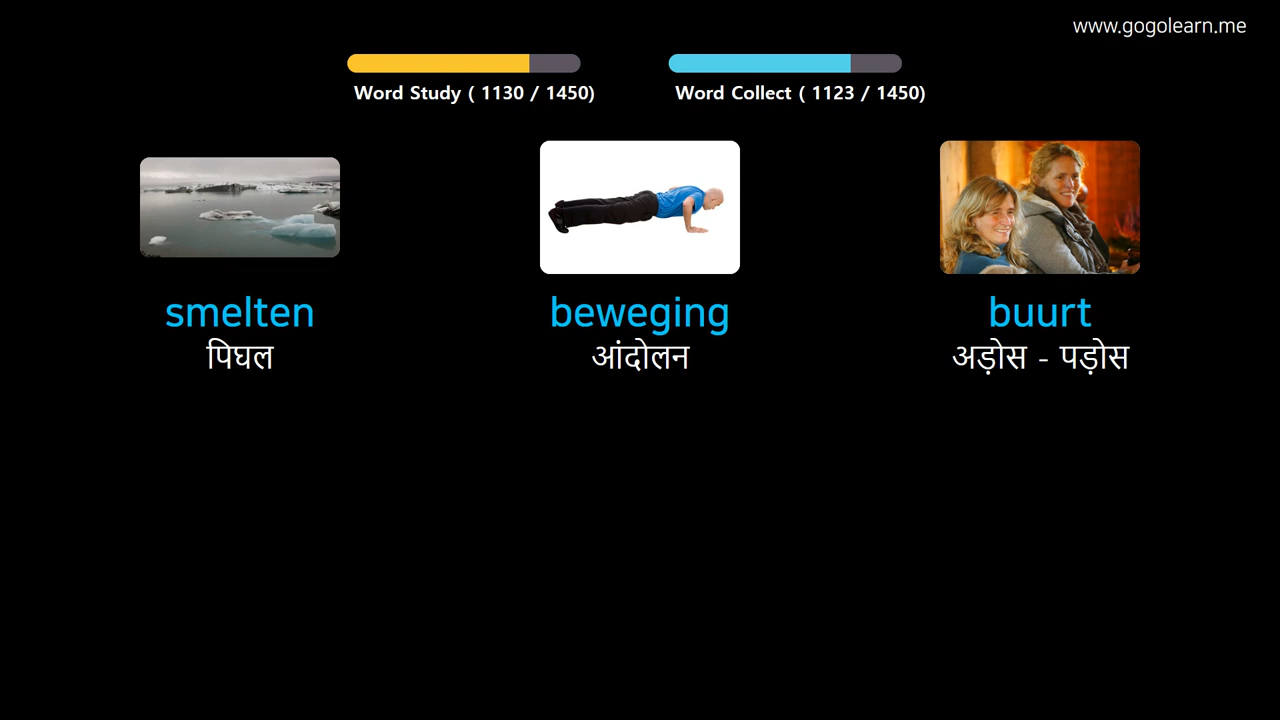 www.gogolearn.me
Word Study ( 1130 / 1450)
Word Collect ( 1123 / 1450)
smelten
पिघल
beweging
आंदोलन
buurt
अड़ोस - पड़ोस